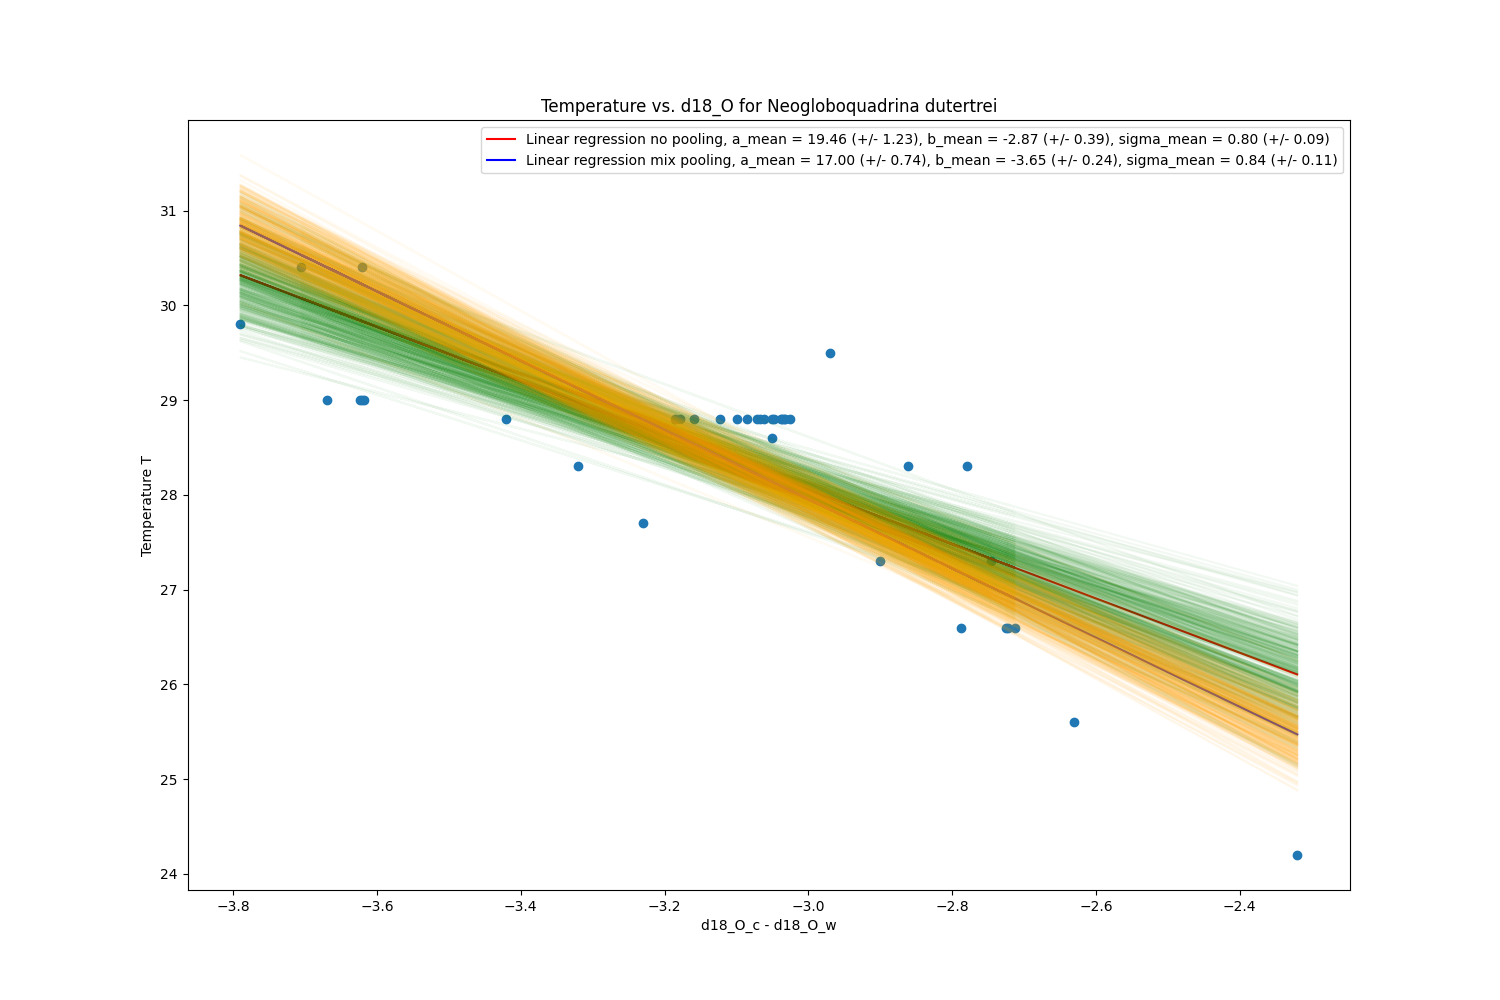 Temperature vs. d18_O for Neogloboquadrina dutertrei
Linear regression no pooling, a_mean = 19.46 (+/- 1.23), b_mean = -2.87 (+/- 0.39), sigma_mean = 0.80 (+/- 0.09)
Linear regression mix pooling, a_mean = 17.00 (+/- 0.74), b_mean = -3.65 (+/- 0.24), sigma_mean = 0.84 (+/- 0.11)
Temperature T
31
30
29
28
27
26
25
24
−3.8 −3.6 −3.4 −3.2 −3.0 −2.8 −2.6 −2.4
d18_O_c - d18_O_w